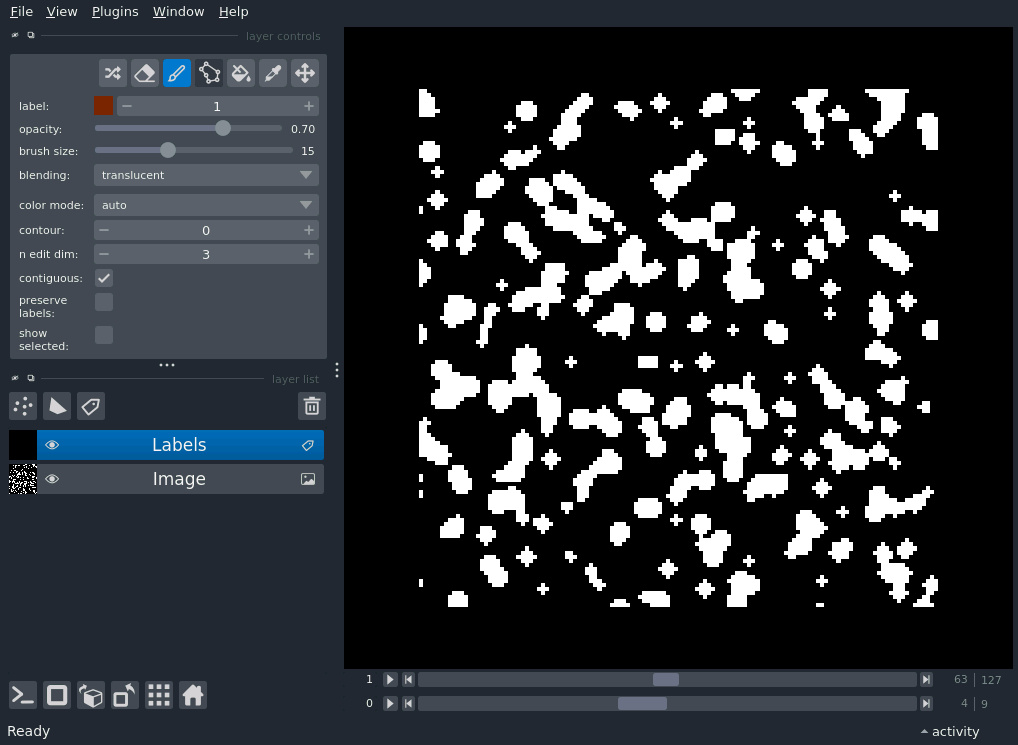 File View Plugins Window Help
layer controls
label: 1
opacity: 0.70
brush size: 15
blending: translucent
color mode: auto
contour: 0
n edit dim: 3
contiguous:
preserve
labels:
show
selected:
layer list
Labels
Image
1 63 127
0 4 9
Ready activity